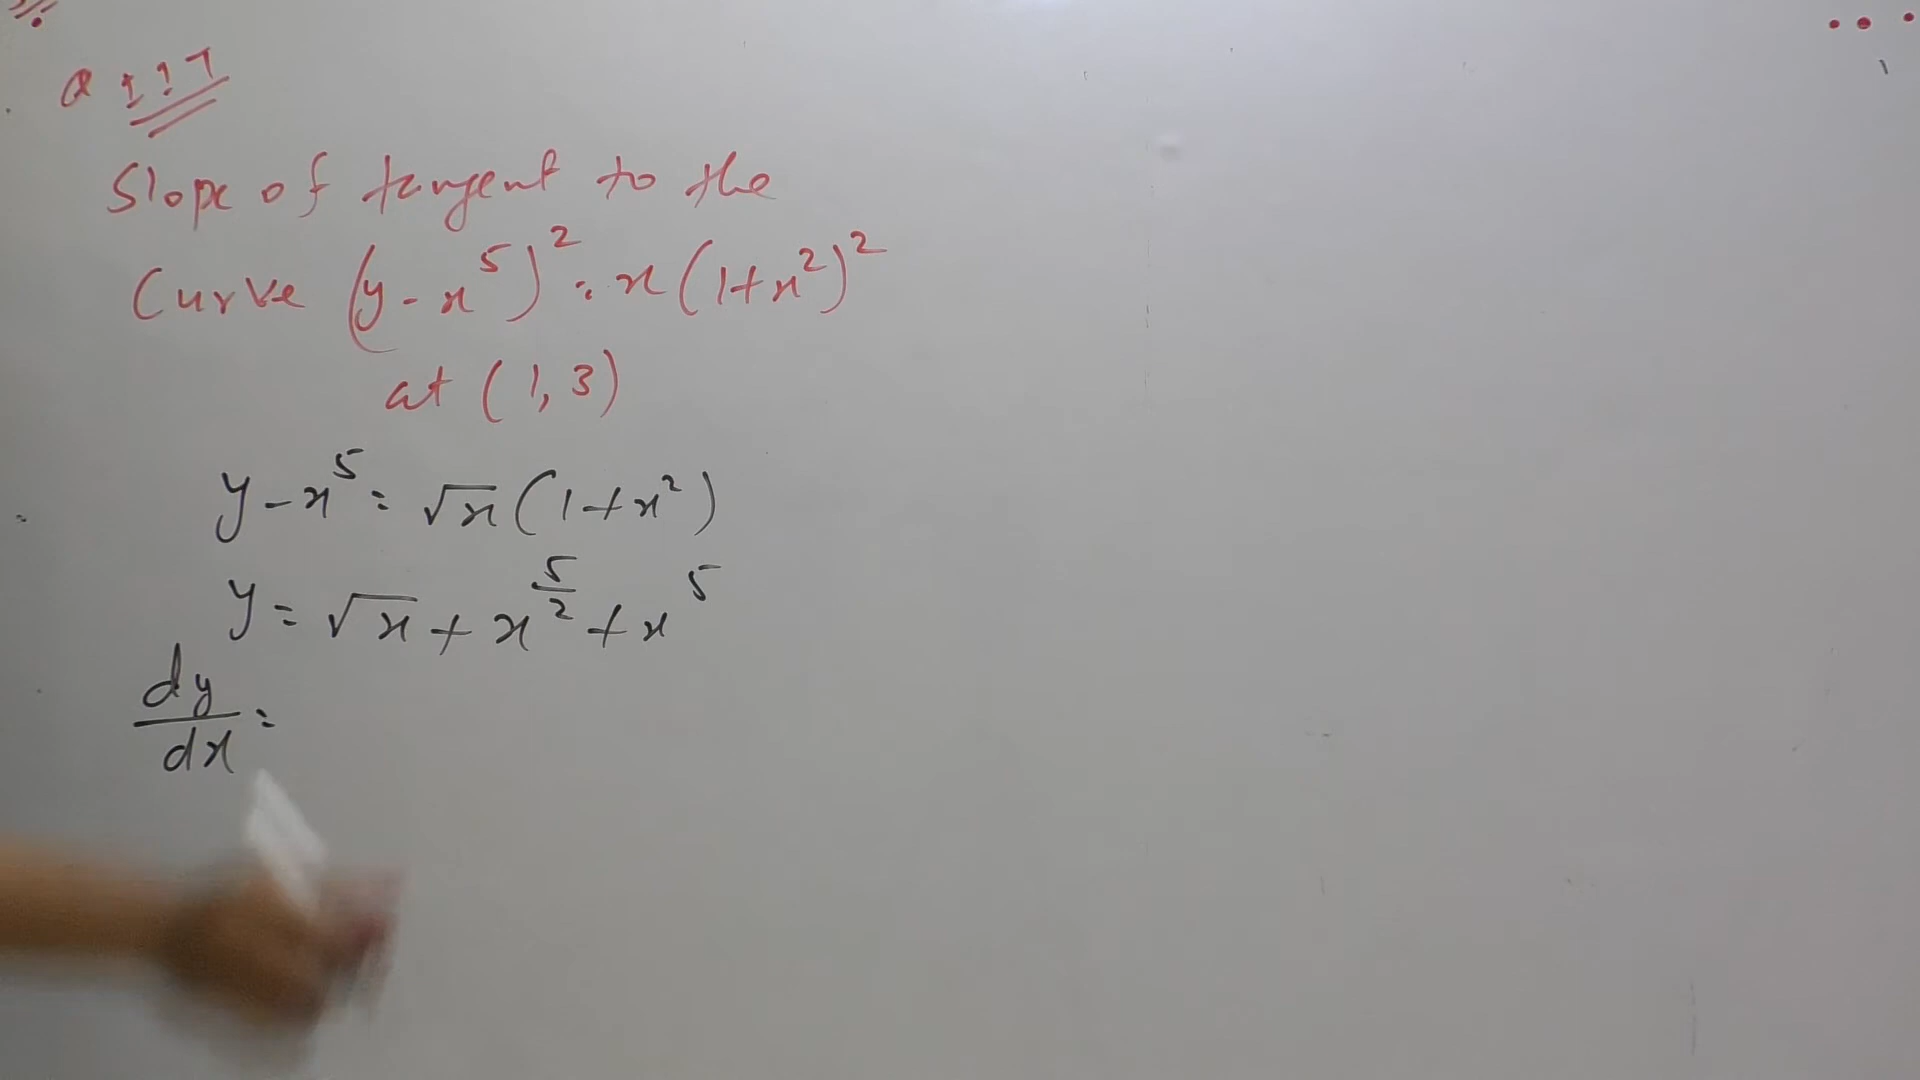 Q 117
Slope of tangent to the
Curve (y-x⁵)² = x(1+x²)²
at (1, 3)
y-x⁵ = √x(1+x²)
y = √x + x^(5/2) + x⁵
dy/dx =